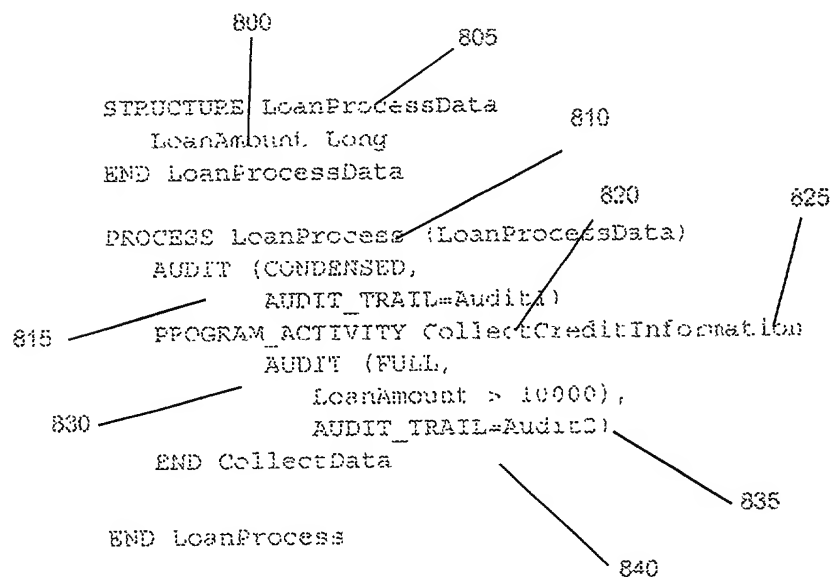 800
805
STRUCTURE LoanProcessData
LoanAmount Long
END LoanProcessData
810
820
825
PROCESS LoanProcess (LoanProcessData)
AUDIT (CONDENSED,
AUDIT_TRAIL=Audit1)
815
PROGRAM_ACTIVITY CollectCreditInformation
AUDIT (FULL,
LoanAmount > 10000),
830
AUDIT_TRAIL=Audit2)
END CollectData
835
END LoanProcess
840